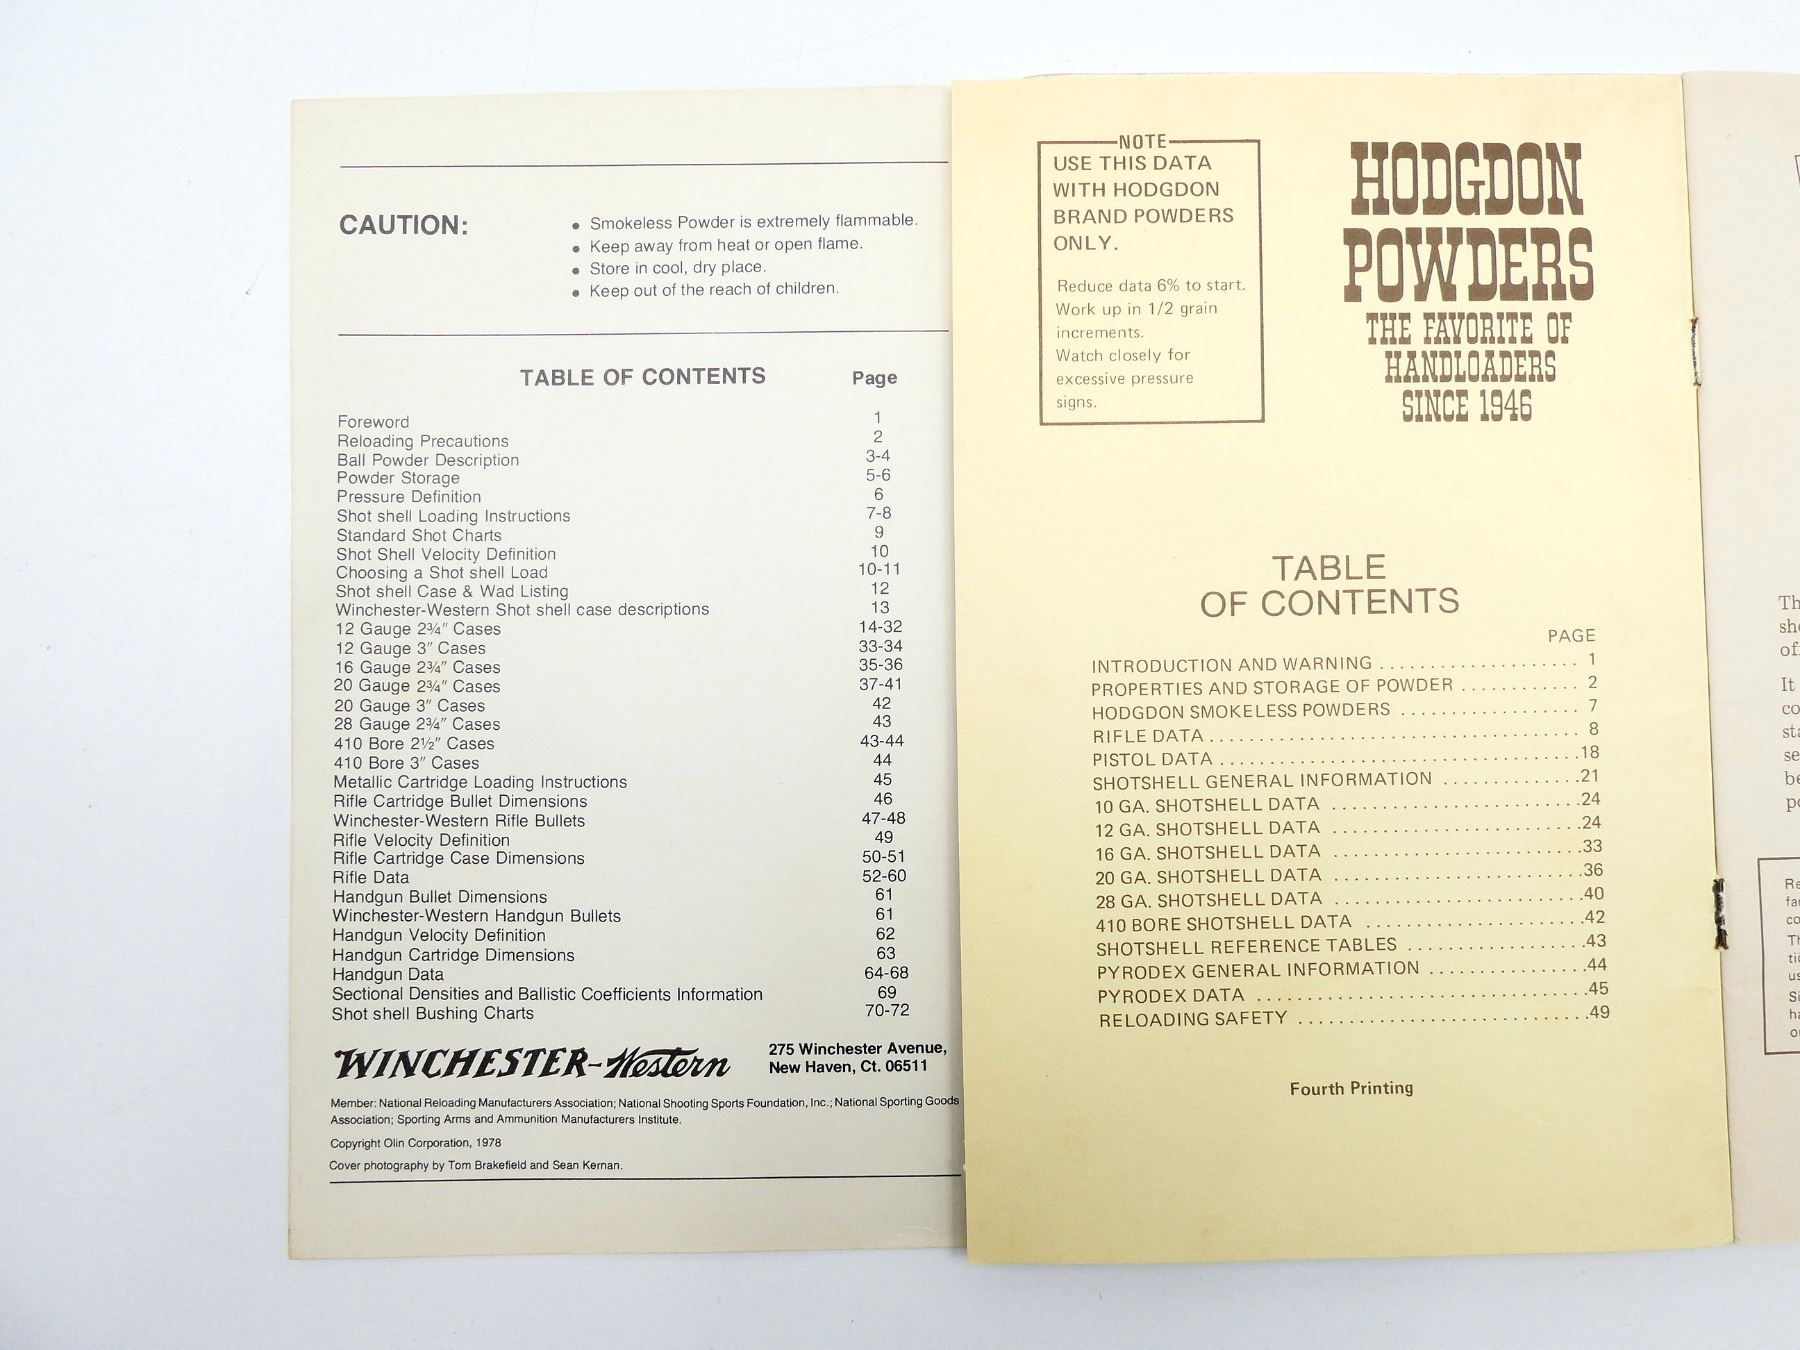 CAUTION:
• Smokeless Powder is extremely flammable.
• Keep away from heat or open flame.
• Store in cool, dry place.
• Keep out of the reach of children.
TABLE OF CONTENTS Page
Foreword 1
Reloading Precautions 2
Ball Powder Description 3-4
Powder Storage 5-6
Pressure Definition 6
Shot shell Loading Instructions 7-8
Standard Shot Charts 9
Shot Shell Velocity Definition 10
Choosing a Shot shell Load 10-11
Shot shell Case & Wad Listing 12
Winchester-Western Shot shell case descriptions 13
12 Gauge 2¾" Cases 14-32
12 Gauge 3" Cases 33-34
16 Gauge 2¾" Cases 35-36
20 Gauge 2¾" Cases 37-41
20 Gauge 3" Cases 42
28 Gauge 2¾" Cases 43
410 Bore 2½" Cases 43-44
410 Bore 3" Cases 44
Metallic Cartridge Loading Instructions 45
Rifle Cartridge Bullet Dimensions 46
Winchester-Western Rifle Bullets 47-48
Rifle Velocity Definition 49
Rifle Cartridge Case Dimensions 50-51
Rifle Data 52-60
Handgun Bullet Dimensions 61
Winchester-Western Handgun Bullets 61
Handgun Velocity Definition 62
Handgun Cartridge Dimensions 63
Handgun Data 64-68
Sectional Densities and Ballistic Coefficients Information 69
Shot shell Bushing Charts 70-72
WINCHESTER-Western
275 Winchester Avenue,
New Haven, Ct. 06511
Member: National Reloading Manufacturers Association; National Shooting Sports Foundation, Inc.; National Sporting Goods
Association; Sporting Arms and Ammunition Manufacturers Institute.
Copyright Olin Corporation, 1978
Cover photography by Tom Brakefield and Sean Kernan.
NOTE
USE THIS DATA
WITH HODGDON
BRAND POWDERS
ONLY.
Reduce data 6% to start.
Work up in 1/2 grain
increments.
Watch closely for
excessive pressure
signs.
HODGDON
POWDERS
THE FAVORITE OF
HANDLOADERS
SINCE 1946
TABLE
OF CONTENTS
PAGE
INTRODUCTION AND WARNING . . . . . . . . . . . . . . . . . . . 1
PROPERTIES AND STORAGE OF POWDER . . . . . . . . . . . . 2
HODGDON SMOKELESS POWDERS . . . . . . . . . . . . . . . . . 7
RIFLE DATA . . . . . . . . . . . . . . . . . . . . . . . . . . . . . . . . . . . 8
PISTOL DATA . . . . . . . . . . . . . . . . . . . . . . . . . . . . . . . . . . 18
SHOTSHELL GENERAL INFORMATION . . . . . . . . . . . . . 21
10 GA. SHOTSHELL DATA . . . . . . . . . . . . . . . . . . . . . . . . 24
12 GA. SHOTSHELL DATA . . . . . . . . . . . . . . . . . . . . . . . . 24
16 GA. SHOTSHELL DATA . . . . . . . . . . . . . . . . . . . . . . . . 33
20 GA. SHOTSHELL DATA . . . . . . . . . . . . . . . . . . . . . . . . 36
28 GA. SHOTSHELL DATA . . . . . . . . . . . . . . . . . . . . . . . . 40
410 BORE SHOTSHELL DATA . . . . . . . . . . . . . . . . . . . . . 42
SHOTSHELL REFERENCE TABLES . . . . . . . . . . . . . . . . . 43
PYRODEX GENERAL INFORMATION . . . . . . . . . . . . . . . 44
PYRODEX DATA . . . . . . . . . . . . . . . . . . . . . . . . . . . . . . . 45
RELOADING SAFETY . . . . . . . . . . . . . . . . . . . . . . . . . . . 49
Fourth Printing
It